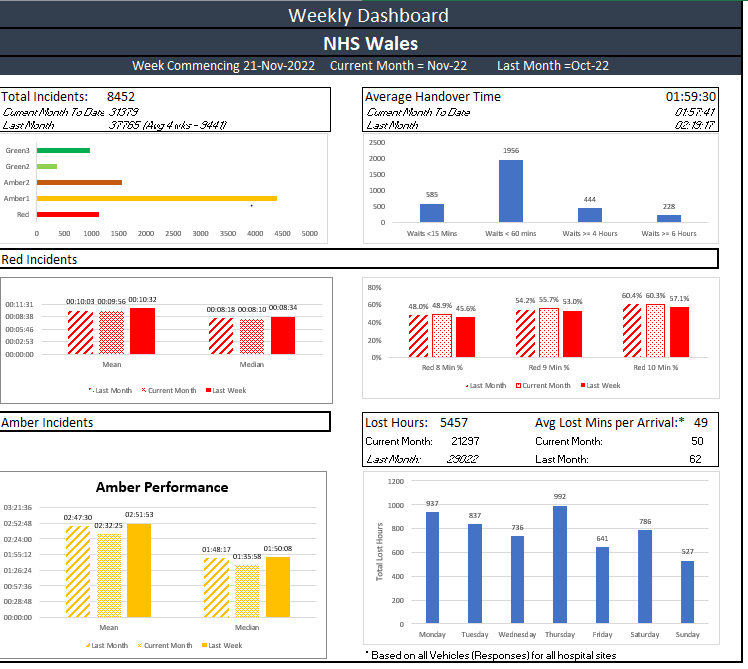 Weekly Dashboard
NHS Wales
Week Commencing 21-Nov-2022 Current Month = Nov-22 Last Month =Oct-22
Total Incidents: 8452
Current Month To Date 31379
Last Month 37765 (Avg 4 wks - 9441)
Green3
Green2
Amber2
Amber1
Red
0 500 1000 1500 2000 2500 3000 3500 4000 4500 5000
Average Handover Time 01:59:30
Current Month To Date 01:57:41
Last Month 02:19:17
2500
2000
1500
1000
500
0
585 1956 444 228
Waits <15 Mins Waits < 60 mins Waits >= 4 Hours Waits >= 6 Hours
Red Incidents
00:11:31
00:08:38
00:05:46
00:02:53
00:00:00
00:10:03 00:09:56 00:10:32
00:08:18 00:08:10 00:08:34
Mean Median
Last Month Current Month Last Week
80%
60%
40%
20%
0%
48.0% 48.9% 45.6%
54.2% 55.7% 53.0%
60.4% 60.3% 57.1%
Red 8 Min % Red 9 Min % Red 10 Min %
Last Month Current Month Last Week
Amber Incidents
Amber Performance
03:21:36
02:52:48
02:24:00
01:55:12
01:26:24
00:57:36
00:28:48
00:00:00
02:47:30 02:32:25 02:51:53
01:48:17 01:35:58 01:50:08
Mean Median
Last Month Current Month Last Week
Lost Hours: 5457 Avg Lost Mins per Arrival:* 49
Current Month: 21297 Current Month: 50
Last Month: 29022 Last Month: 62
Total Lost Hours
1200
1000
800
600
400
200
0
937 837 736 992 641 786 527
Monday Tuesday Wednesday Thursday Friday Saturday Sunday
* Based on all Vehicles (Responses) for all hospital sites